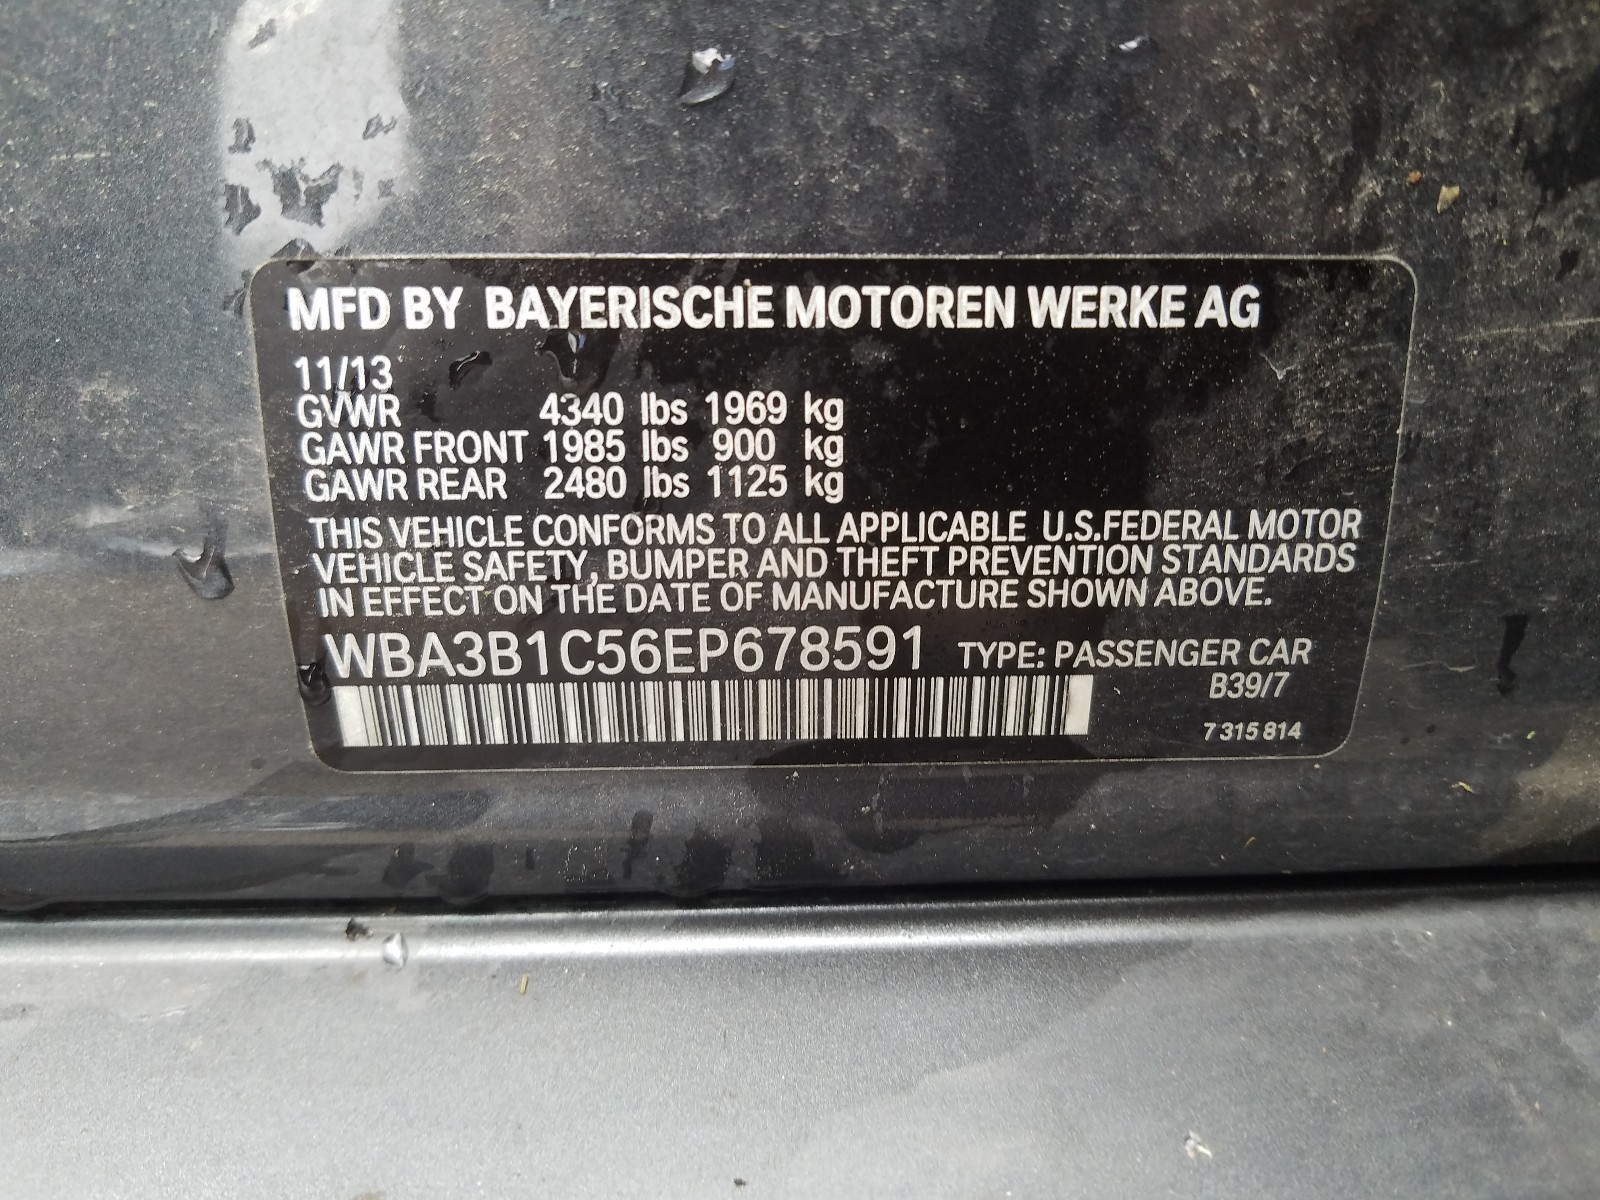 MFD BY BAYERISCHE MOTOREN WERKE AG
11/13
GVWR 4340 lbs 1969 kg
GAWR FRONT 1985 lbs 900 kg
GAWR REAR 2480 lbs 1125 kg
THIS VEHICLE CONFORMS TO ALL APPLICABLE U.S.FEDERAL MOTOR
VEHICLE SAFETY, BUMPER AND THEFT PREVENTION STANDARDS
IN EFFECT ON THE DATE OF MANUFACTURE SHOWN ABOVE.
WBA3B1C56EP678591 TYPE: PASSENGER CAR
B39/7
7 315 814